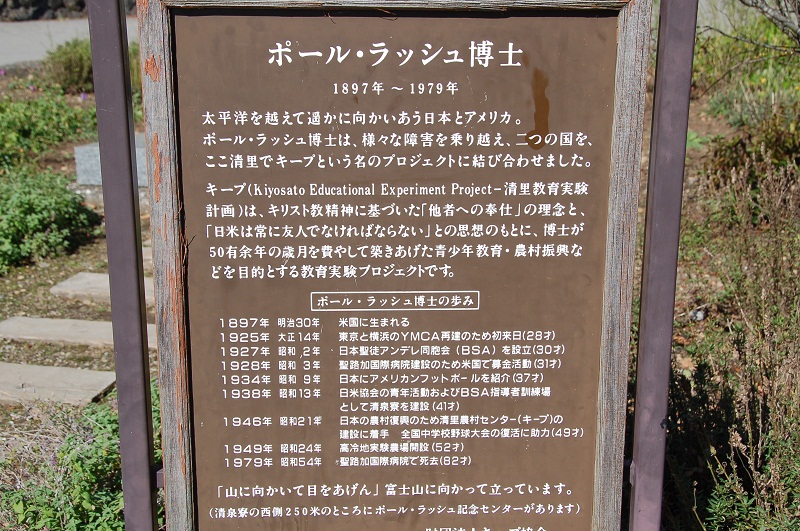 ポール・ラッシュ博士
1897年 ～ 1979年
太平洋を越えて遥かに向かいあう日本とアメリカ。
ポール・ラッシュ博士は、様々な障害を乗り越え、二つの国を、
ここ清里でキープという名のプロジェクトに結び合わせました。
キープ(Kiyosato Educational Experiment Project－清里教育実験
計画)は、キリスト教精神に基づいた「他者への奉仕」の理念と、
「日米は常に友人でなければならない」との思想のもとに、博士が
50有余年の歳月を費やして築きあげた青少年教育・農村振興な
どを目的とする教育実験プロジェクトです。
ポール・ラッシュ博士の歩み
1897年 明治30年 米国に生まれる
1925年 大正14年 東京と横浜のYMCA再建のため初来日(28才)
1927年 昭和 2年 日本聖徒アンデレ同胞会（BSA）を設立(30才)
1928年 昭和 3年 聖路加国際病院建設のため米国で募金活動(31才)
1934年 昭和 9年 日本にアメリカンフットボールを紹介(37才)
1938年 昭和13年 日米協会の青年活動およびBSA指導者訓練場
として清泉寮を建設(41才)
1946年 昭和21年 日本の農村復興のため清里農村センター(キープ)の
建設に着手 全国中学校野球大会の復活に助力(49才)
1949年 昭和24年 高冷地実験農場開設(52才)
1979年 昭和54年 聖路加国際病院で死去(82才)
「山に向かいて目をあげん」富士山に向かって立っています。
(清泉寮の西側250米のところにポール・ラッシュ記念センターがあります)